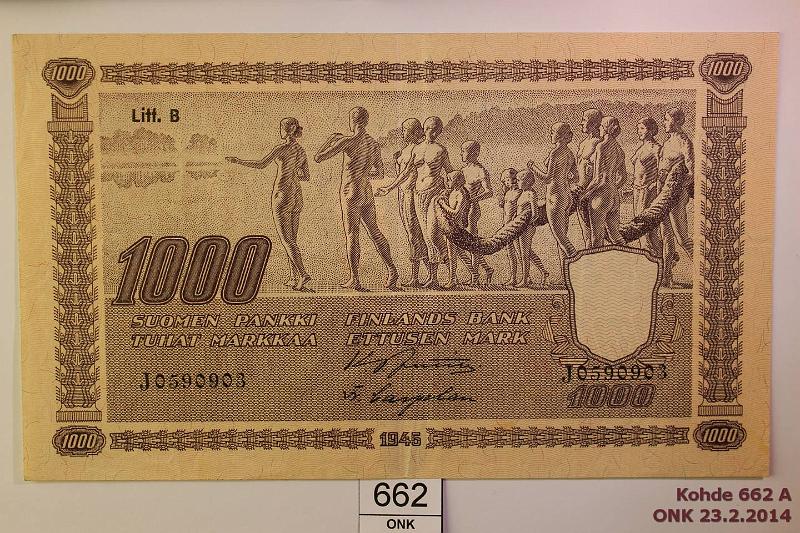 1000 1000
Litt. B
1000
SUOMEN PANKKI FINLANDS BANK
TUHAT MARKKAA ETTUSEN MARK
J0590903 J0590903
1000
1000 1945 1000
662
ONK
Kohde 662 A
ONK 23.2.2014